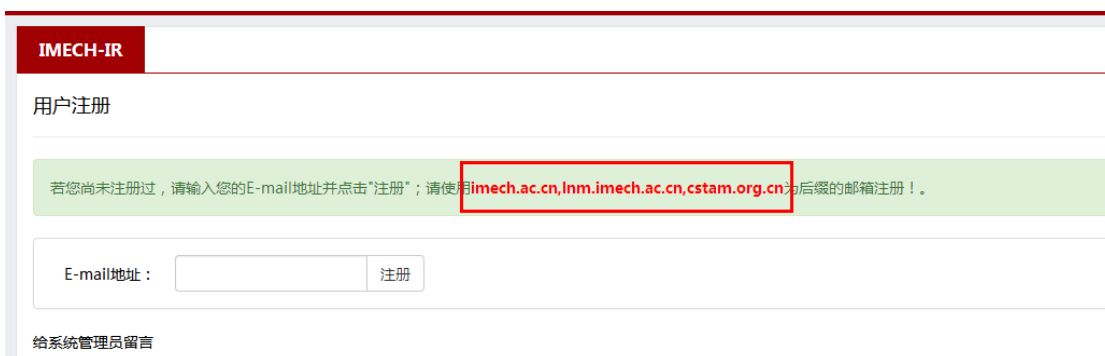 IMECH-IR
用户注册
若您尚未注册过，请输入您的E-mail地址并点击"注册"；请使用imech.ac.cn,lnm.imech.ac.cn,cstam.org.cn为后缀的邮箱注册！。
E-mail地址： 注册
给系统管理员留言